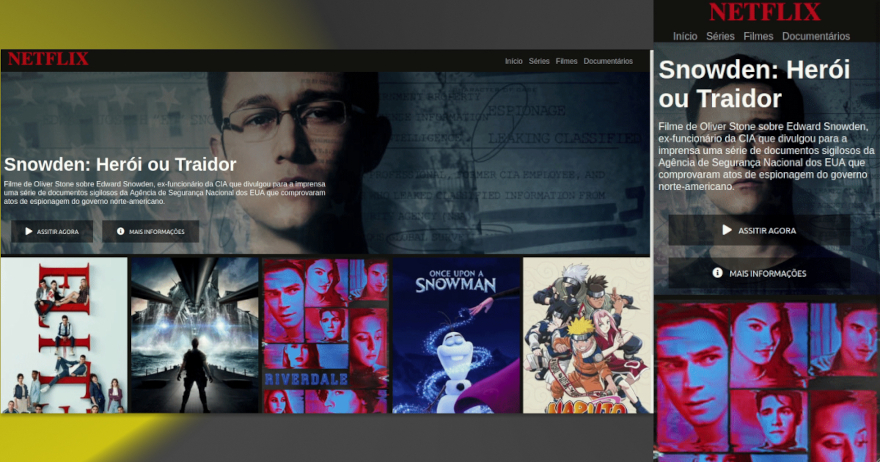 NETFLIX
Início Séries Filmes Documentários
ESPIONAGE
LEAKING CLASSIFIED
FORMER CIA EMPLOYEE, AND
CLASSIFIED INFORMATION FROM
Snowden: Herói ou Traidor
Filme de Oliver Stone sobre Edward Snowden, ex-funcionário da CIA que divulgou para a imprensa
uma série de documentos sigilosos da Agência de Segurança Nacional dos EUA que comprovaram
atos de espionagem do governo norte-americano.
ASSITIR AGORA
MAIS INFORMAÇÕES
ELITE
RIVERDALE
ONCE UPON A
SNOWMAN
NARUTO
NETFLIX
Início Séries Filmes Documentários
Snowden: Herói
ou Traidor
Filme de Oliver Stone sobre Edward Snowden,
ex-funcionário da CIA que divulgou para a
imprensa uma série de documentos sigilosos da
Agência de Segurança Nacional dos EUA que
comprovaram atos de espionagem do governo
norte-americano.
ASSITIR AGORA
MAIS INFORMAÇÕES